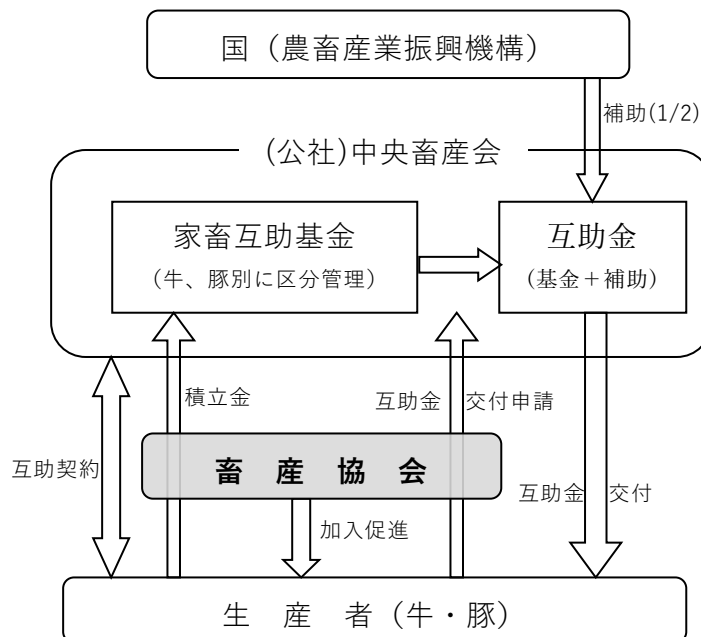 国（農畜産業振興機構）
補助(1/2)
(公社)中央畜産会
家畜互助基金
(牛、豚別に区分管理)
互助金
(基金＋補助)
積立金
互助金 交付申請
畜 産 協 会
互助契約
互助金 交付
加入促進
生 産 者（牛・豚）